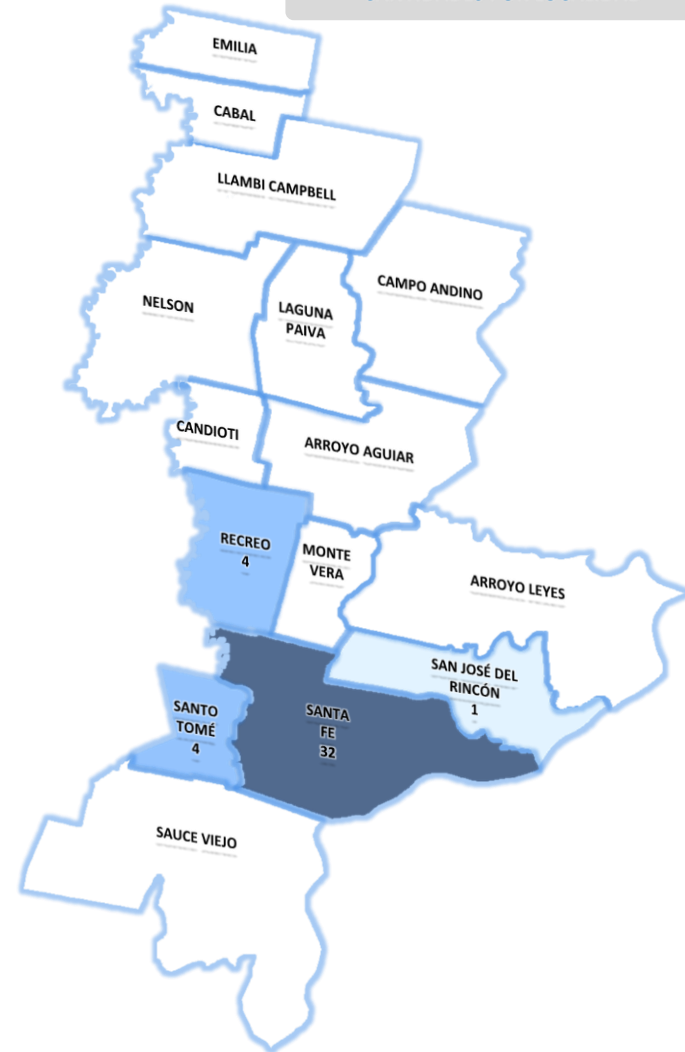 EMILIA
CABAL
LLAMBI CAMPBELL
CAMPO ANDINO
NELSON
LAGUNA
PAIVA
CANDIOTI
ARROYO AGUIAR
RECREO
4
MONTE
VERA
ARROYO LEYES
SAN JOSÉ DEL
RINCÓN
1
SANTO
TOMÉ
4
SANTA
FE
32
SAUCE VIEJO